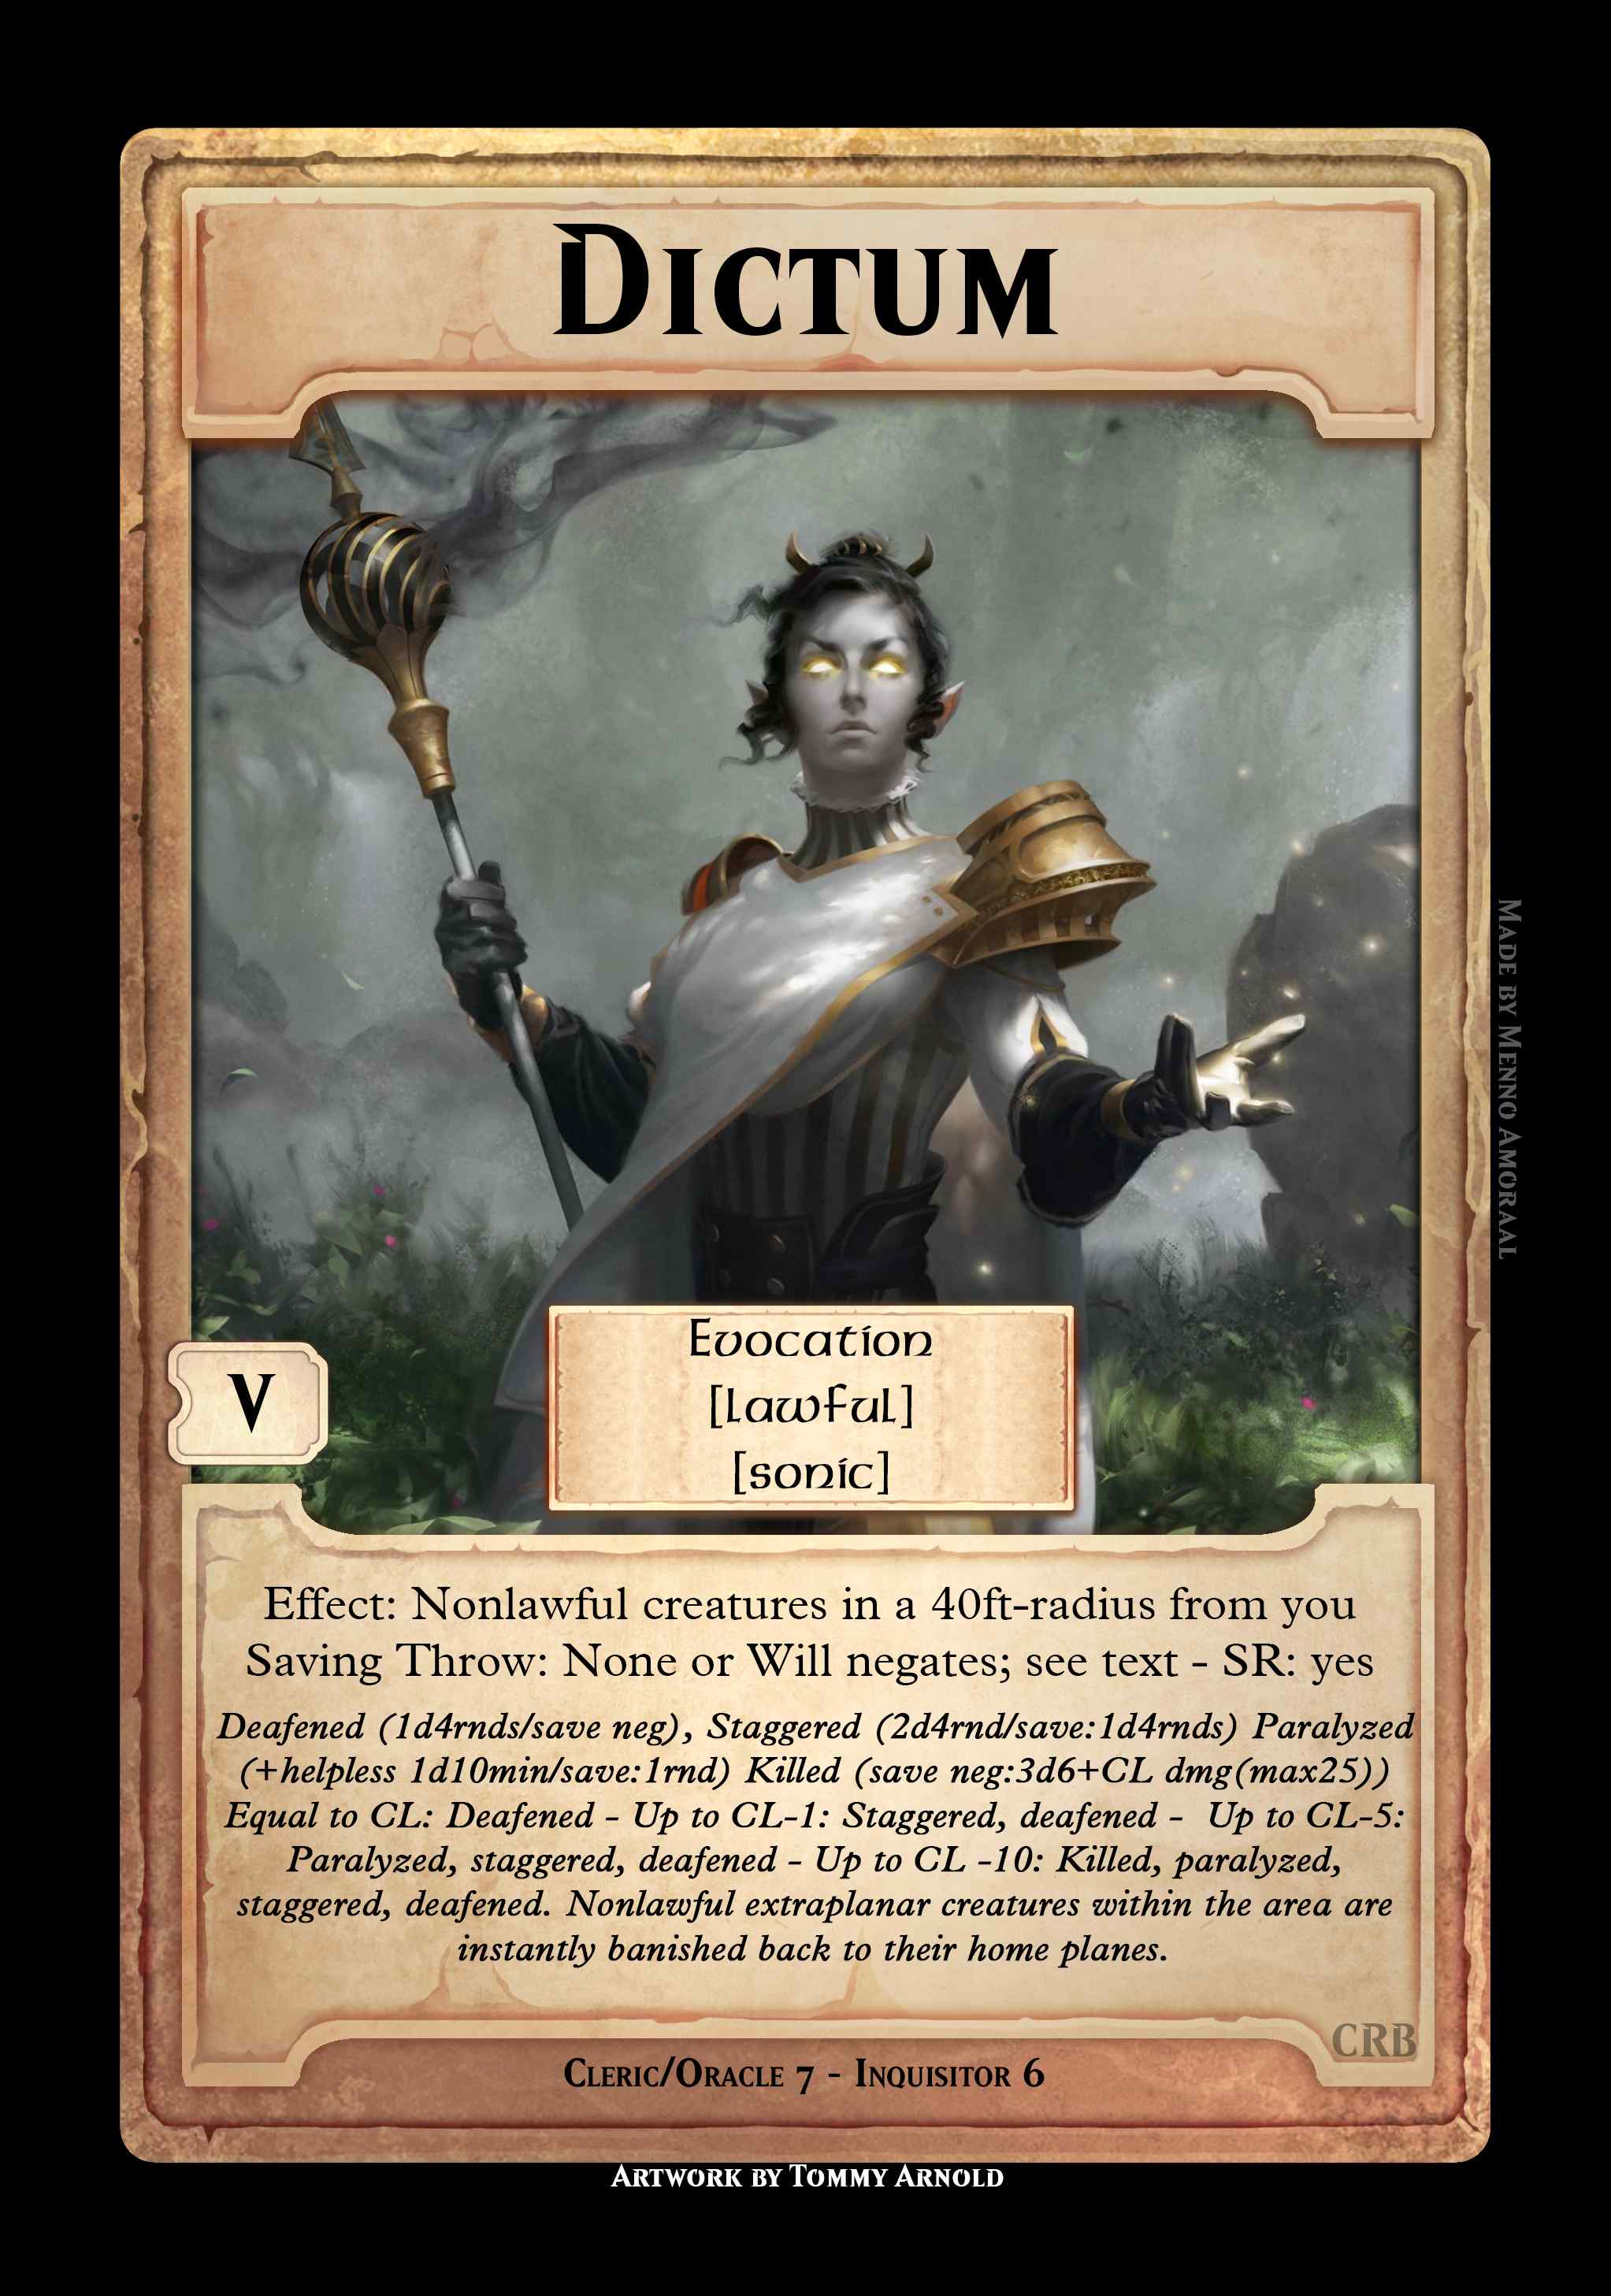 Dictum
Evocation
[lawful]
[sonic]
V
Effect: Nonlawful creatures in a 40ft-radius from you
Saving Throw: None or Will negates; see text - SR: yes
Deafened (1d4rnds/save neg), Staggered (2d4rnd/save:1d4rnds) Paralyzed
(+helpless 1d10min/save:1rnd) Killed (save neg:3d6+CL dmg(max25))
Equal to CL: Deafened - Up to CL-1: Staggered, deafened - Up to CL-5:
Paralyzed, staggered, deafened - Up to CL -10: Killed, paralyzed,
staggered, deafened. Nonlawful extraplanar creatures within the area are
instantly banished back to their home planes.
CRB
Cleric/Oracle 7 - Inquisitor 6
Artwork by Tommy Arnold
Made by Menno Amoraal